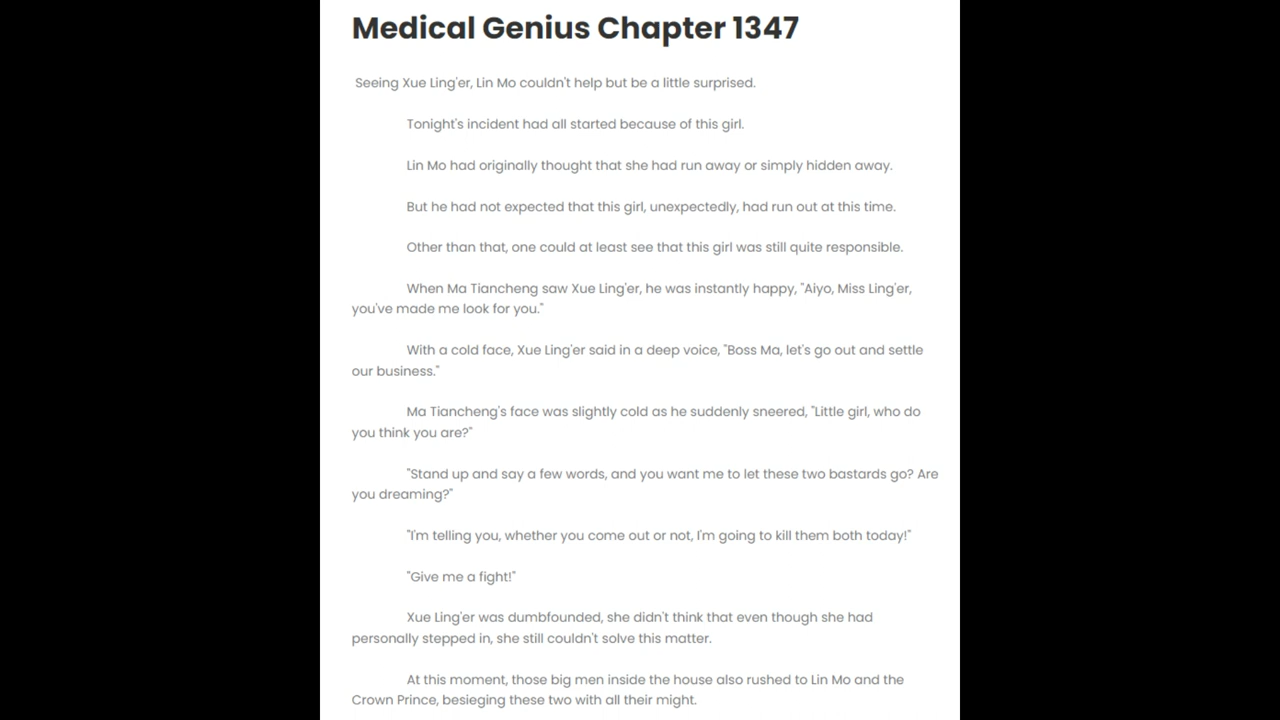 Medical Genius Chapter 1347
Seeing Xue Ling'er, Lin Mo couldn't help but be a little surprised.
Tonight's incident had all started because of this girl.
Lin Mo had originally thought that she had run away or simply hidden away.
But he had not expected that this girl, unexpectedly, had run out at this time.
Other than that, one could at least see that this girl was still quite responsible.
When Ma Tiancheng saw Xue Ling'er, he was instantly happy, "Aiyo, Miss Ling'er,
you've made me look for you."
With a cold face, Xue Ling'er said in a deep voice, "Boss Ma, let's go out and settle
our business."
Ma Tiancheng's face was slightly cold as he suddenly sneered, "Little girl, who do
you think you are?"
"Stand up and say a few words, and you want me to let these two bastards go? Are
you dreaming?"
"I'm telling you, whether you come out or not, I'm going to kill them both today!"
"Give me a fight!"
Xue Ling'er was dumbfounded, she didn't think that even though she had
personally stepped in, she still couldn't solve this matter.
At this moment, those big men inside the house also rushed to Lin Mo and the
Crown Prince, besieging these two with all their might.